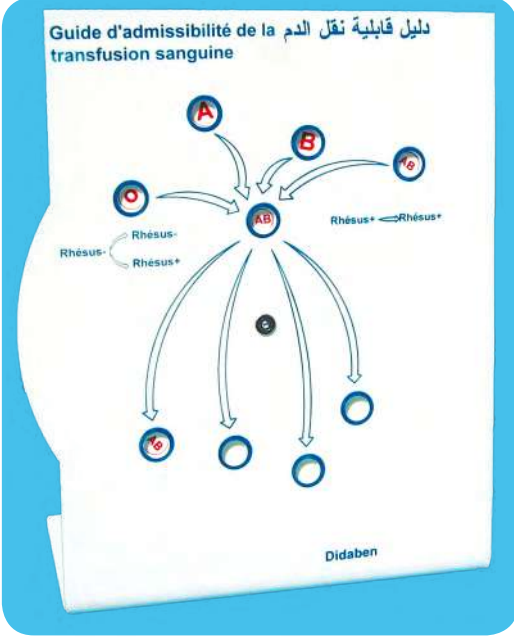 Guide d'admissibilité de la دليل قابلية نقل الدم
transfusion sanguine
A
B
AB
O
AB
Rhésus+ Rhésus+
Rhésus-
Rhésus-
Rhésus+
AB
Didaben